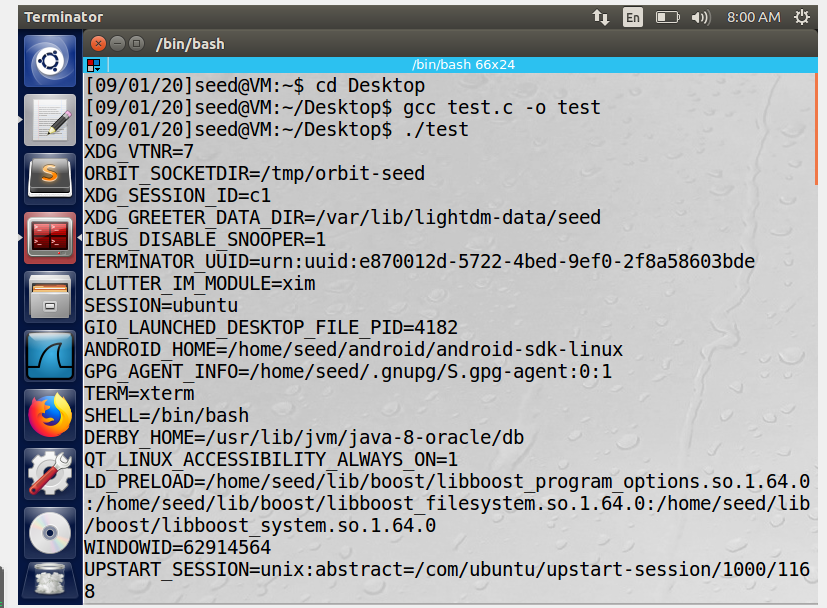 Terminator
En
8:00 AM
/bin/bash
/bin/bash 66x24
[09/01/20]seed@VM:~$ cd Desktop
[09/01/20]seed@VM:~/Desktop$ gcc test.c -o test
[09/01/20]seed@VM:~/Desktop$ ./test
XDG_VTNR=7
ORBIT_SOCKETDIR=/tmp/orbit-seed
XDG_SESSION_ID=c1
XDG_GREETER_DATA_DIR=/var/lib/lightdm-data/seed
IBUS_DISABLE_SNOOPER=1
TERMINATOR_UUID=urn:uuid:e870012d-5722-4bed-9ef0-2f8a58603bde
CLUTTER_IM_MODULE=xim
SESSION=ubuntu
GIO_LAUNCHED_DESKTOP_FILE_PID=4182
ANDROID_HOME=/home/seed/android/android-sdk-linux
GPG_AGENT_INFO=/home/seed/.gnupg/S.gpg-agent:0:1
TERM=xterm
SHELL=/bin/bash
DERBY_HOME=/usr/lib/jvm/java-8-oracle/db
QT_LINUX_ACCESSIBILITY_ALWAYS_ON=1
LD_PRELOAD=/home/seed/lib/boost/libboost_program_options.so.1.64.0
:/home/seed/lib/boost/libboost_filesystem.so.1.64.0:/home/seed/lib
/boost/libboost_system.so.1.64.0
WINDOWID=62914564
UPSTART_SESSION=unix:abstract=/com/ubuntu/upstart-session/1000/116
8